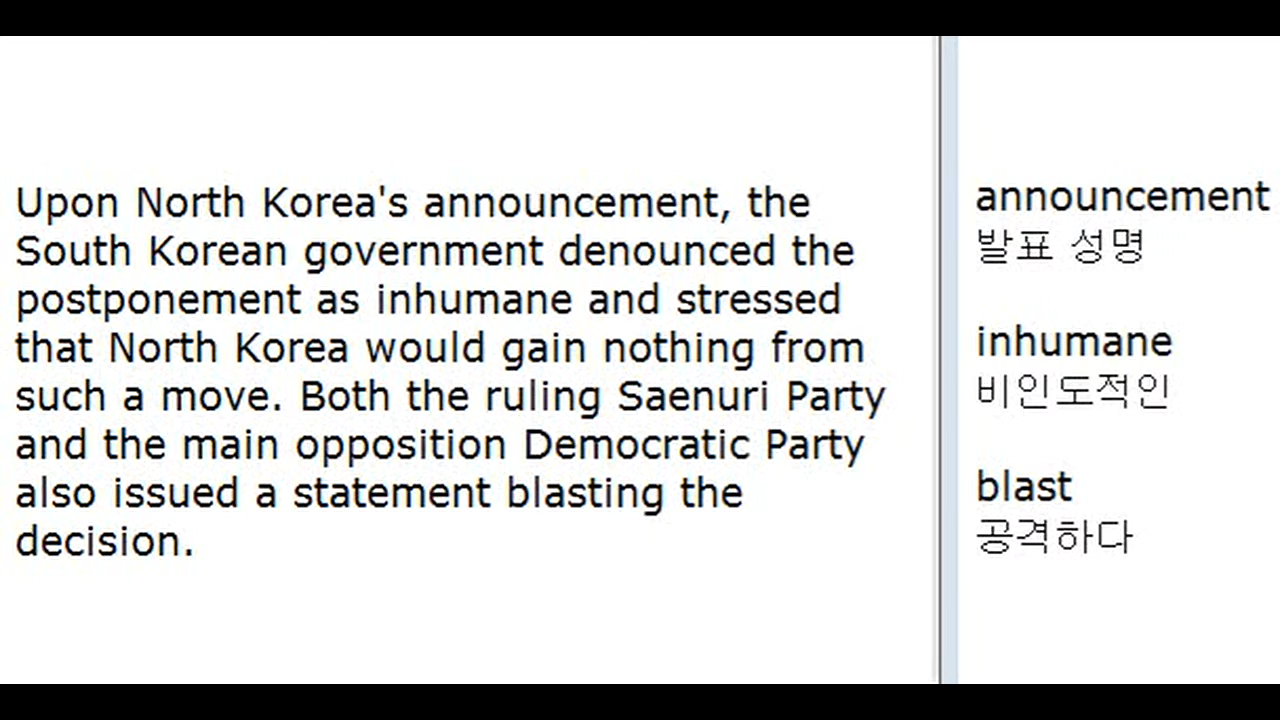 Upon North Korea's announcement, the
South Korean government denounced the
postponement as inhumane and stressed
that North Korea would gain nothing from
such a move. Both the ruling Saenuri Party
and the main opposition Democratic Party
also issued a statement blasting the
decision.
announcement
발표 성명
inhumane
비인도적인
blast
공격하다